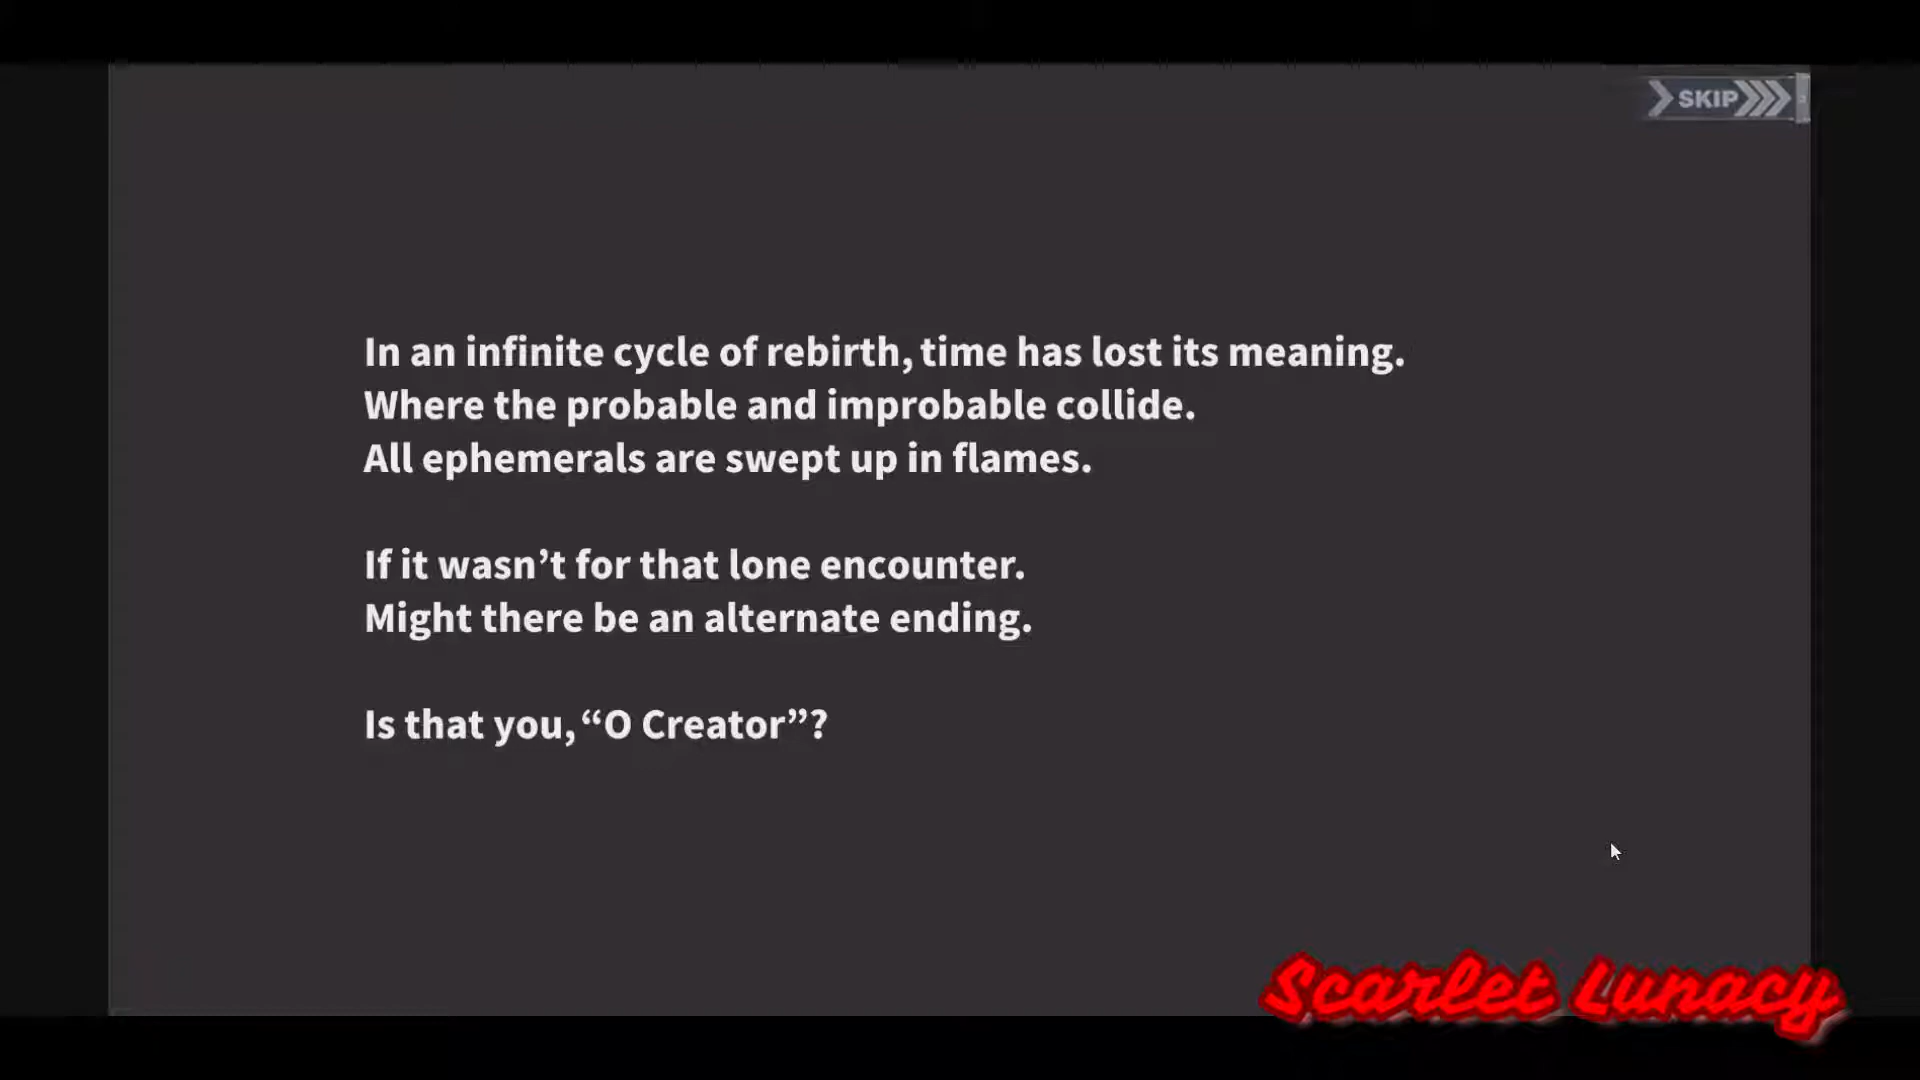 SKIP
In an infinite cycle of rebirth, time has lost its meaning.
Where the probable and improbable collide.
All ephemerals are swept up in flames.
If it wasn’t for that lone encounter.
Might there be an alternate ending.
Is that you, “O Creator”?
Scarlet Lunacy